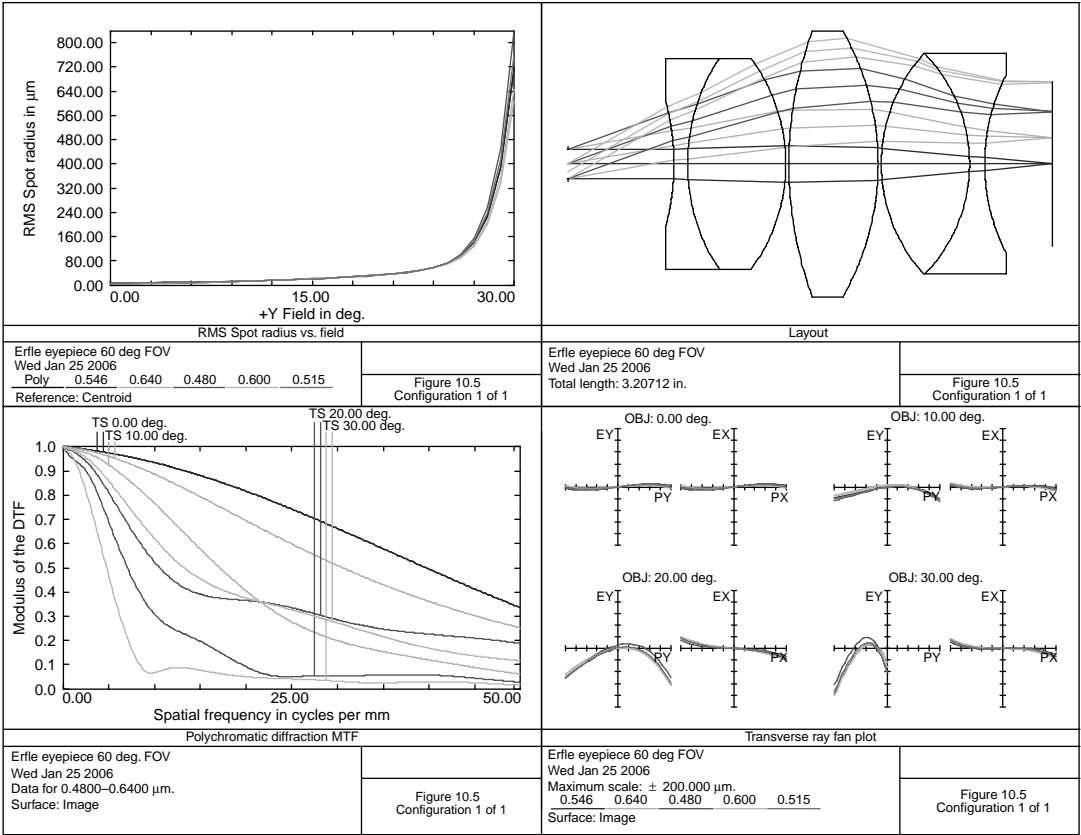 800.00
720.00
640.00
560.00
480.00
400.00
320.00
240.00
160.00
80.00
0.00
RMS Spot radius in μm
0.00 15.00 30.00
+Y Field in deg.
RMS Spot radius vs. field
Erfle eyepiece 60 deg FOV
Wed Jan 25 2006
Poly 0.546 0.640 0.480 0.600 0.515
Reference: Centroid
Figure 10.5
Configuration 1 of 1
Layout
Erfle eyepiece 60 deg FOV
Wed Jan 25 2006
Total length: 3.20712 in.
Figure 10.5
Configuration 1 of 1
TS 0.00 deg.
TS 10.00 deg.
TS 20.00 deg.
TS 30.00 deg.
1.0
0.9
0.8
0.7
0.6
0.5
0.4
0.3
0.2
0.1
0.0
Modulus of the DTF
0.00 25.00 50.00
Spatial frequency in cycles per mm
Polychromatic diffraction MTF
Erfle eyepiece 60 deg. FOV
Wed Jan 25 2006
Data for 0.4800–0.6400 μm.
Surface: Image
Figure 10.5
Configuration 1 of 1
OBJ: 0.00 deg.
EY EX
PY PX
OBJ: 10.00 deg.
EY EX
PY PX
OBJ: 20.00 deg.
EY EX
PY PX
OBJ: 30.00 deg.
EY EX
PY PX
Transverse ray fan plot
Erfle eyepiece 60 deg FOV
Wed Jan 25 2006
Maximum scale: ± 200.000 μm.
0.546 0.640 0.480 0.600 0.515
Surface: Image
Figure 10.5
Configuration 1 of 1